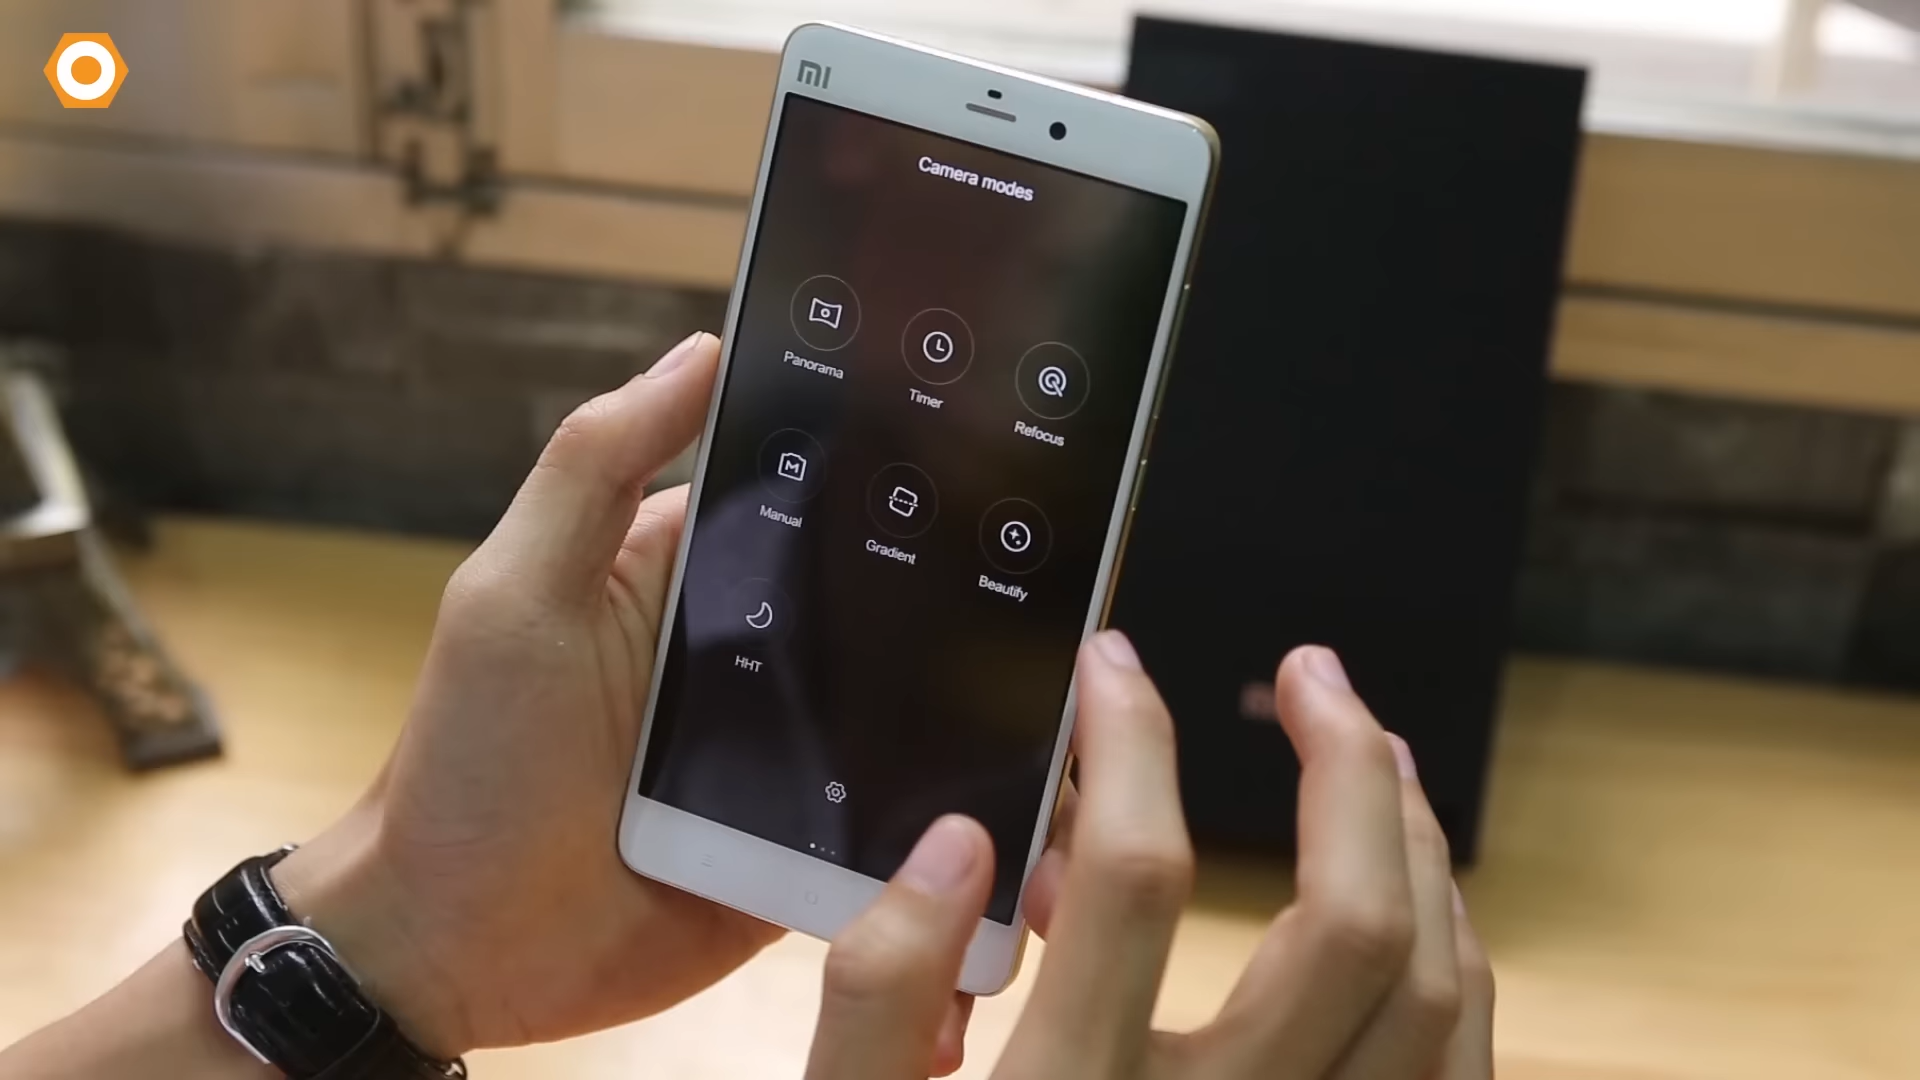 MI
Camera modes
Panorama
Timer
Refocus
Manual
Gradient
Beautify
HHT